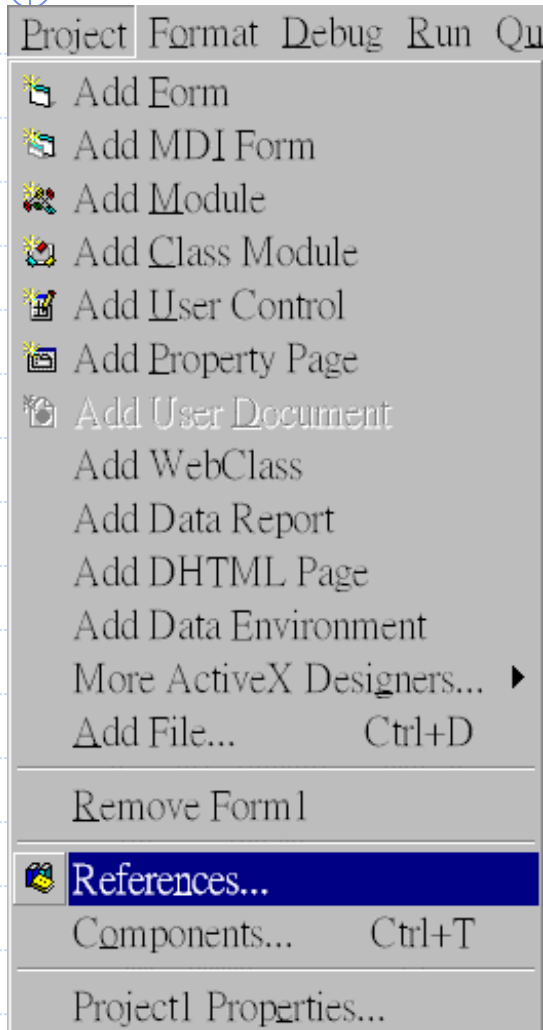 Project Format Debug Run Qu
Add Form
Add MDI Form
Add Module
Add Class Module
Add User Control
Add Property Page
Add User Document
Add WebClass
Add Data Report
Add DHTML Page
Add Data Environment
More ActiveX Designers...
Add File... Ctrl+D
Remove Form1
References...
Components... Ctrl+T
Project1 Properties...